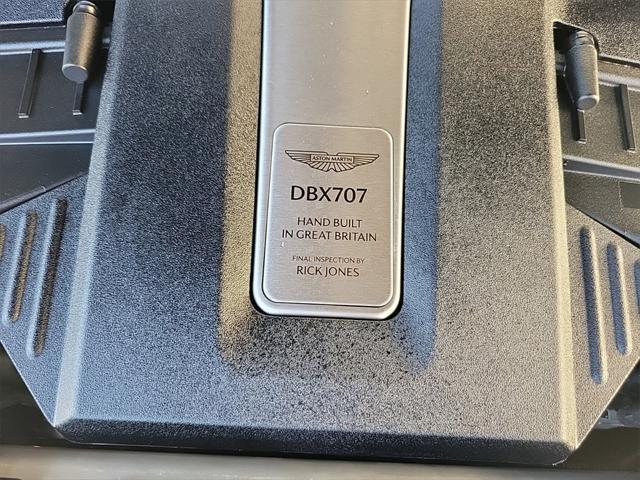 ASTON MARTIN
DBX707
HAND BUILT
IN GREAT BRITAIN
FINAL INSPECTION BY
RICK JONES